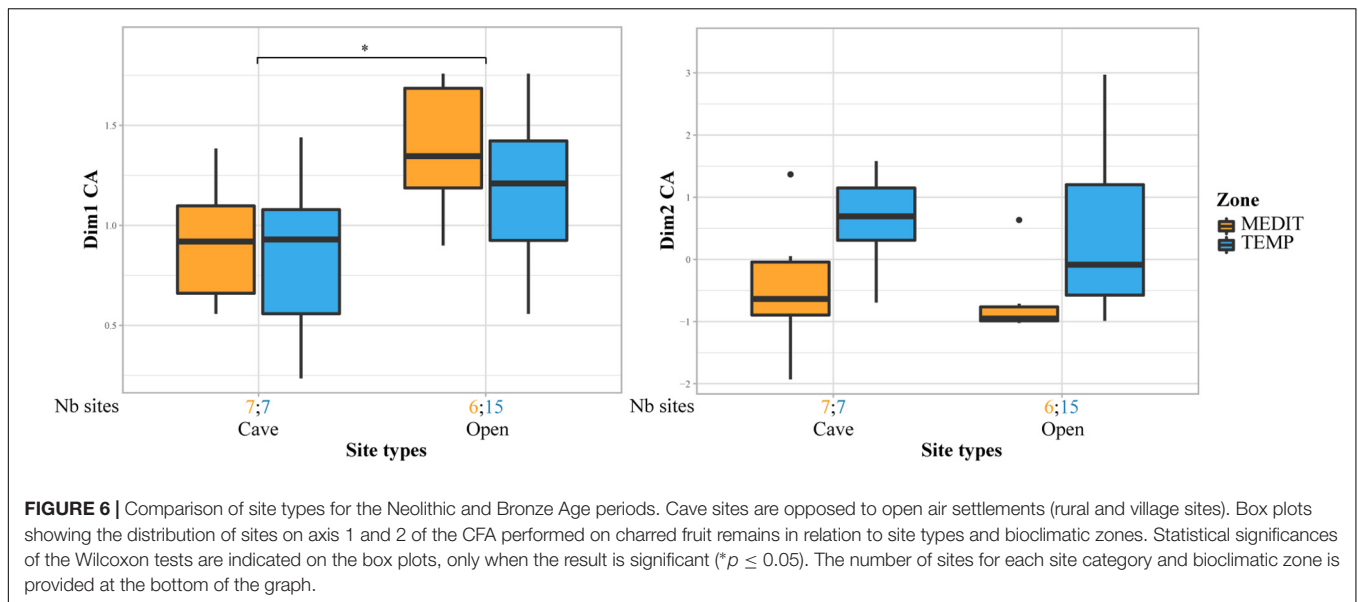 *
Dim1 CA
1.5
1.0
0.5
Nb sites
7;7
6;15
Cave
Open
Site types
Dim2 CA
3
2
1
0
−1
−2
Nb sites
7;7
6;15
Cave
Open
Site types
Zone
MEDIT
TEMP
FIGURE 6 | Comparison of site types for the Neolithic and Bronze Age periods. Cave sites are opposed to open air settlements (rural and village sites). Box plots
showing the distribution of sites on axis 1 and 2 of the CFA performed on charred fruit remains in relation to site types and bioclimatic zones. Statistical significances
of the Wilcoxon tests are indicated on the box plots, only when the result is significant (*p ≤ 0.05). The number of sites for each site category and bioclimatic zone is
provided at the bottom of the graph.